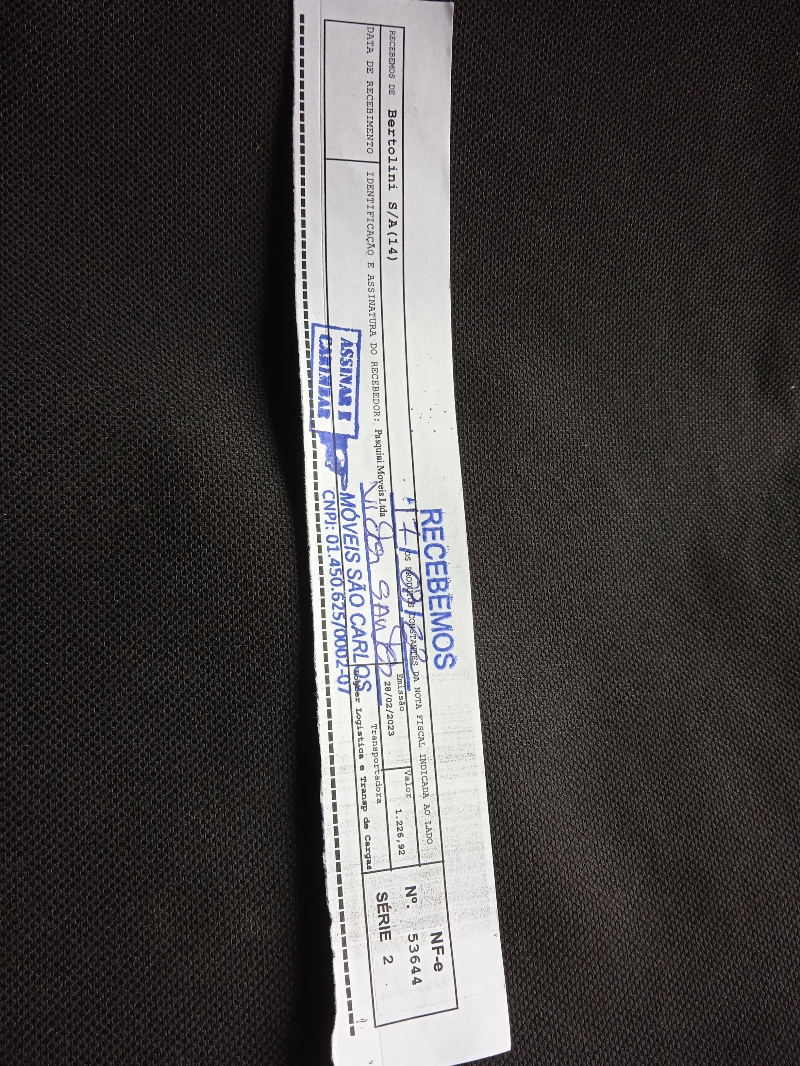 RECEBEMOS DE Bertolini S/A(14) OS PRODUTOS CONSTANTES DA NOTA FISCAL INDICADA AO LADO
RECEBEMOS
DATA DE RECEBIMENTO
IDENTIFICAÇÃO E ASSINATURA DO RECEBEDOR: Pasquini Moveis Ltda
Emissão
28/02/2023
Valor
1.226,92
Transportadora
Logistica e Transp de Cargas
NF-e
Nº. 53644
SÉRIE 2
ASSINAR E
CARIMBAR
MÓVEIS SÃO CARLOS
CNPJ: 01.450.625/0002-07